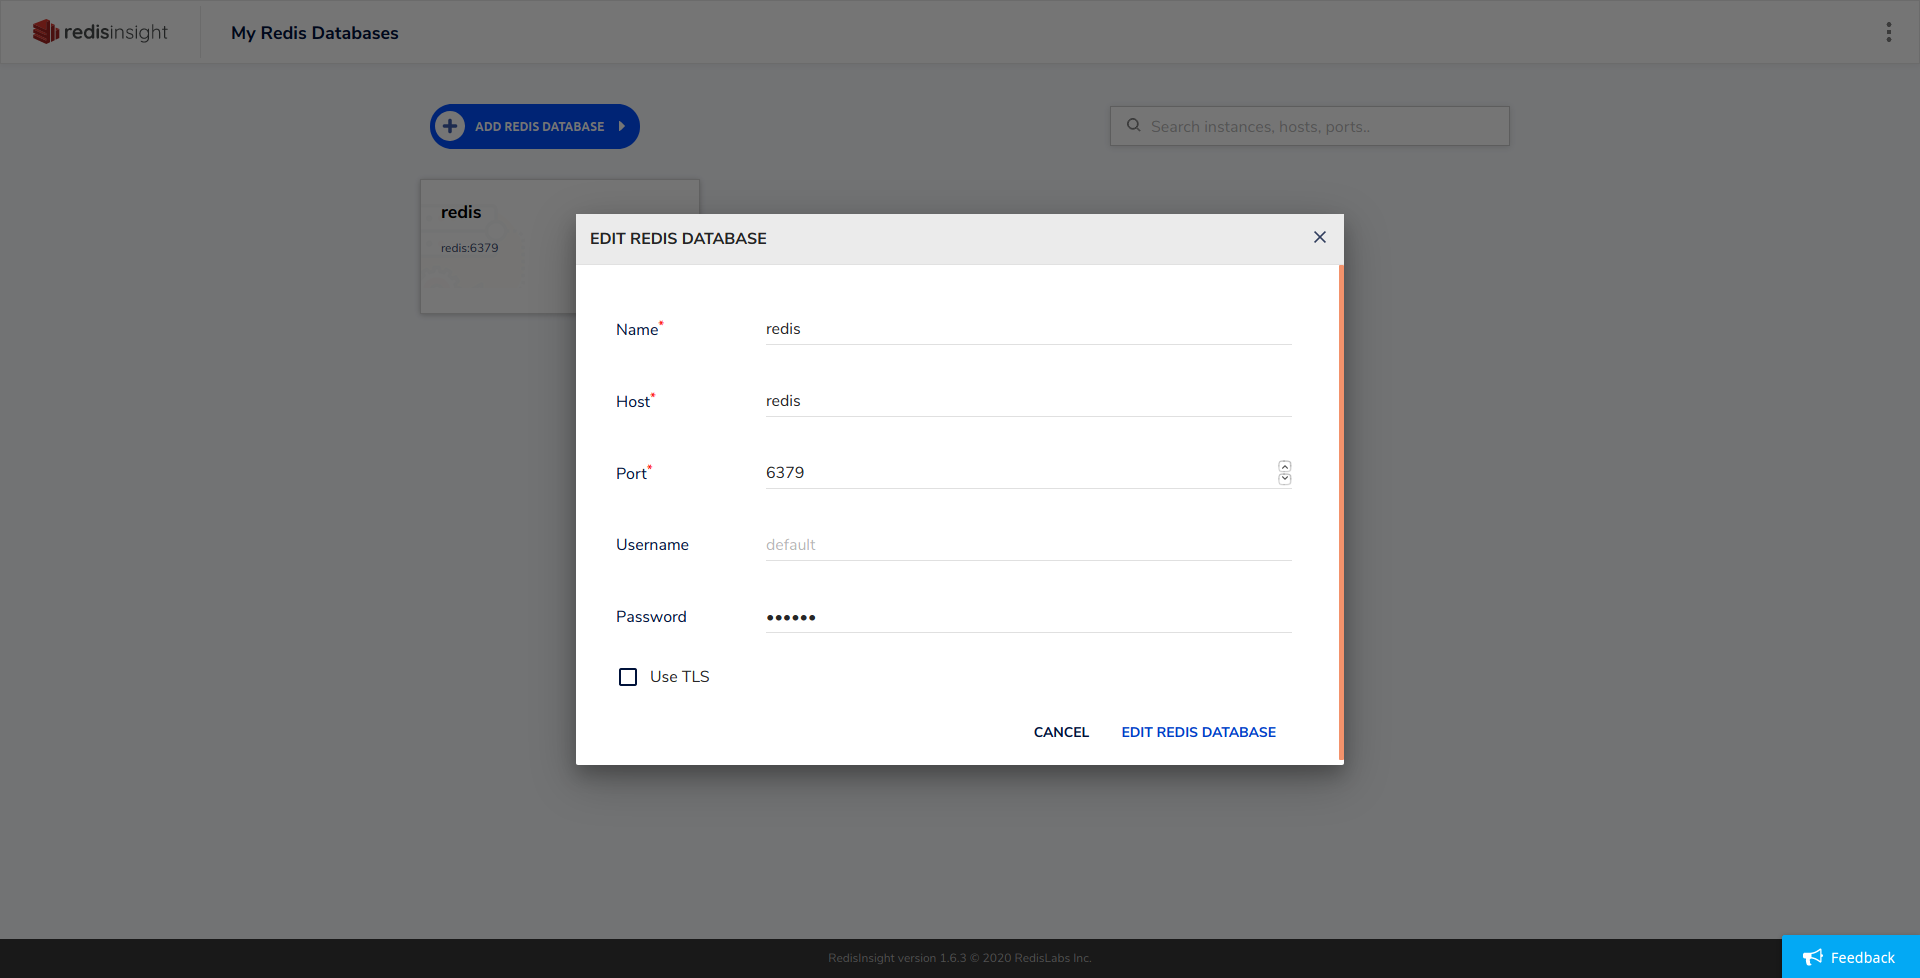 redisinsight
My Redis Databases
ADD REDIS DATABASE
Search instances, hosts, ports..
redis
redis:6379
EDIT REDIS DATABASE
Name*
redis
Host*
redis
Port*
6379
Username
default
Password
••••••
Use TLS
CANCEL
EDIT REDIS DATABASE
RedisInsight version 1.6.3 © 2020 RedisLabs Inc.
Feedback